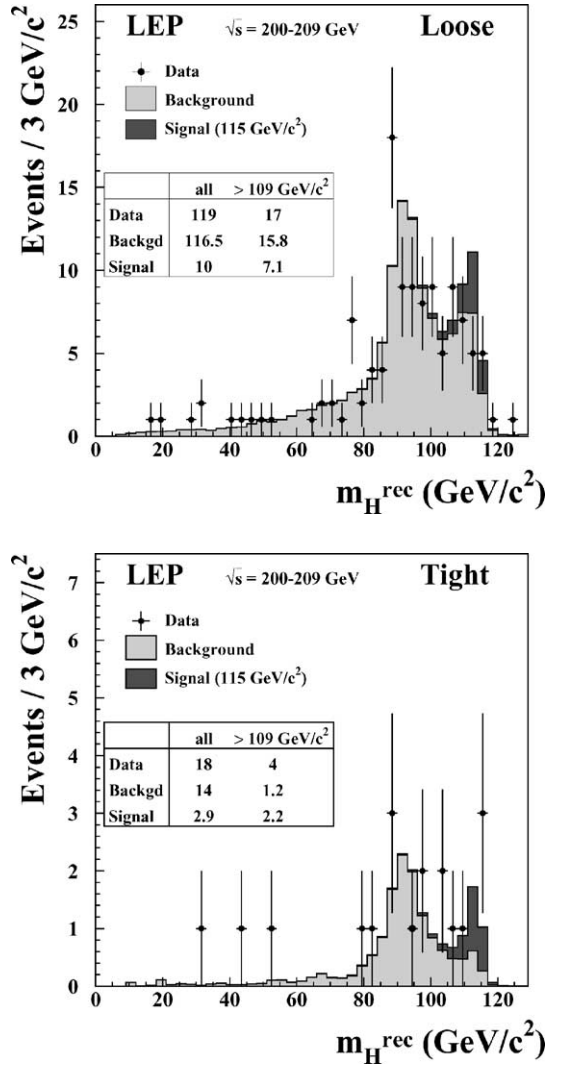 LEP √s = 200-209 GeV Loose
Data
Background
Signal (115 GeV/c²)
all > 109 GeV/c²
Data 119 17
Backgd 116.5 15.8
Signal 10 7.1
Events / 3 GeV/c²
25
20
15
10
5
0
0 20 40 60 80 100 120
m_H^rec (GeV/c²)
LEP √s = 200-209 GeV Tight
Data
Background
Signal (115 GeV/c²)
all > 109 GeV/c²
Data 18 4
Backgd 14 1.2
Signal 2.9 2.2
Events / 3 GeV/c²
7
6
5
4
3
2
1
0
0 20 40 60 80 100 120
m_H^rec (GeV/c²)